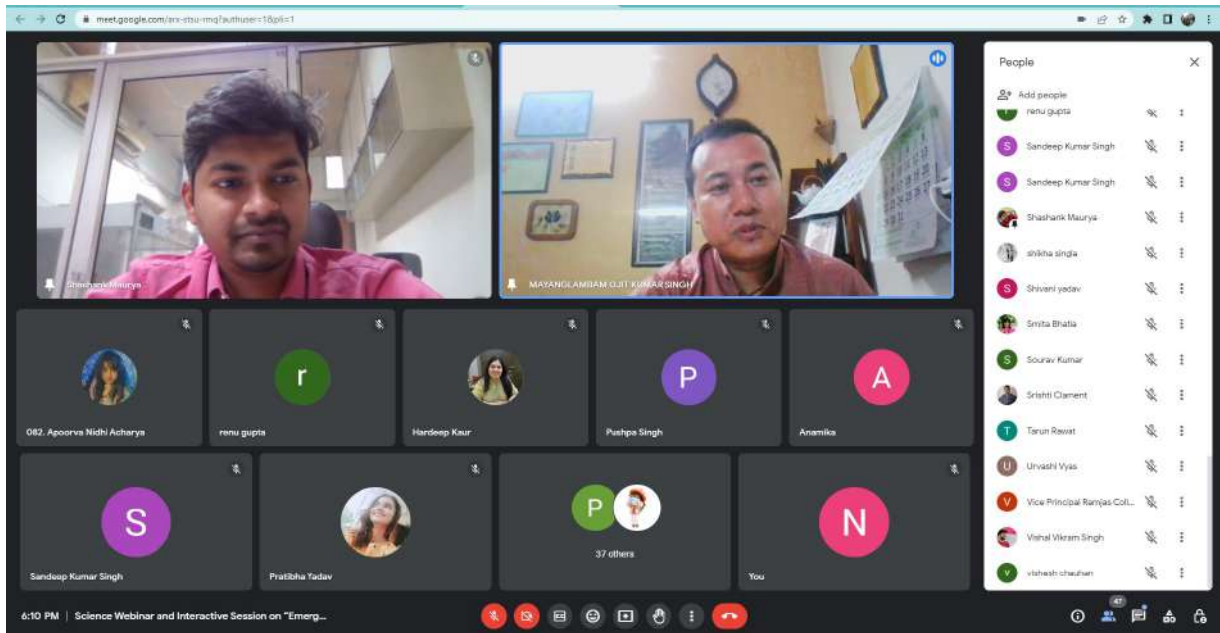 meet.google.com/arx-etsu-rmq?authuser=1&pli=1
Shashank Maurya
MAYANGLAMBAM OJIT KUMAR SINGH
082. Apoorva Nidhi Acharya
r
renu gupta
Hardeep Kaur
P
Pushpa Singh
A
Anamika
S
Sandeep Kumar Singh
Pratibha Yadav
P
37 others
N
You
People
Add people
renu gupta
S Sandeep Kumar Singh
S Sandeep Kumar Singh
Shashank Maurya
shikha singla
S Shivani yadav
Smita Bhatia
S Sourav Kumar
Srishti Clament
T Tarun Rawat
U Urvashi Vyas
V Vice Principal Ramjas Coll...
Vishal Vikram Singh
v vishesh chauhan
6:10 PM | Science Webinar and Interactive Session on "Emerg...
47